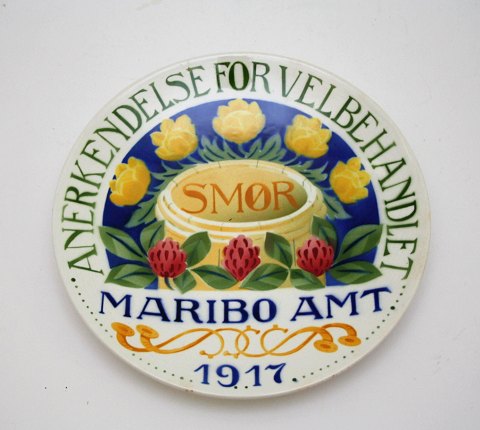 ANERKENDELSE FOR VELBEHANDLET
SMØR
MARIBO AMT
1917